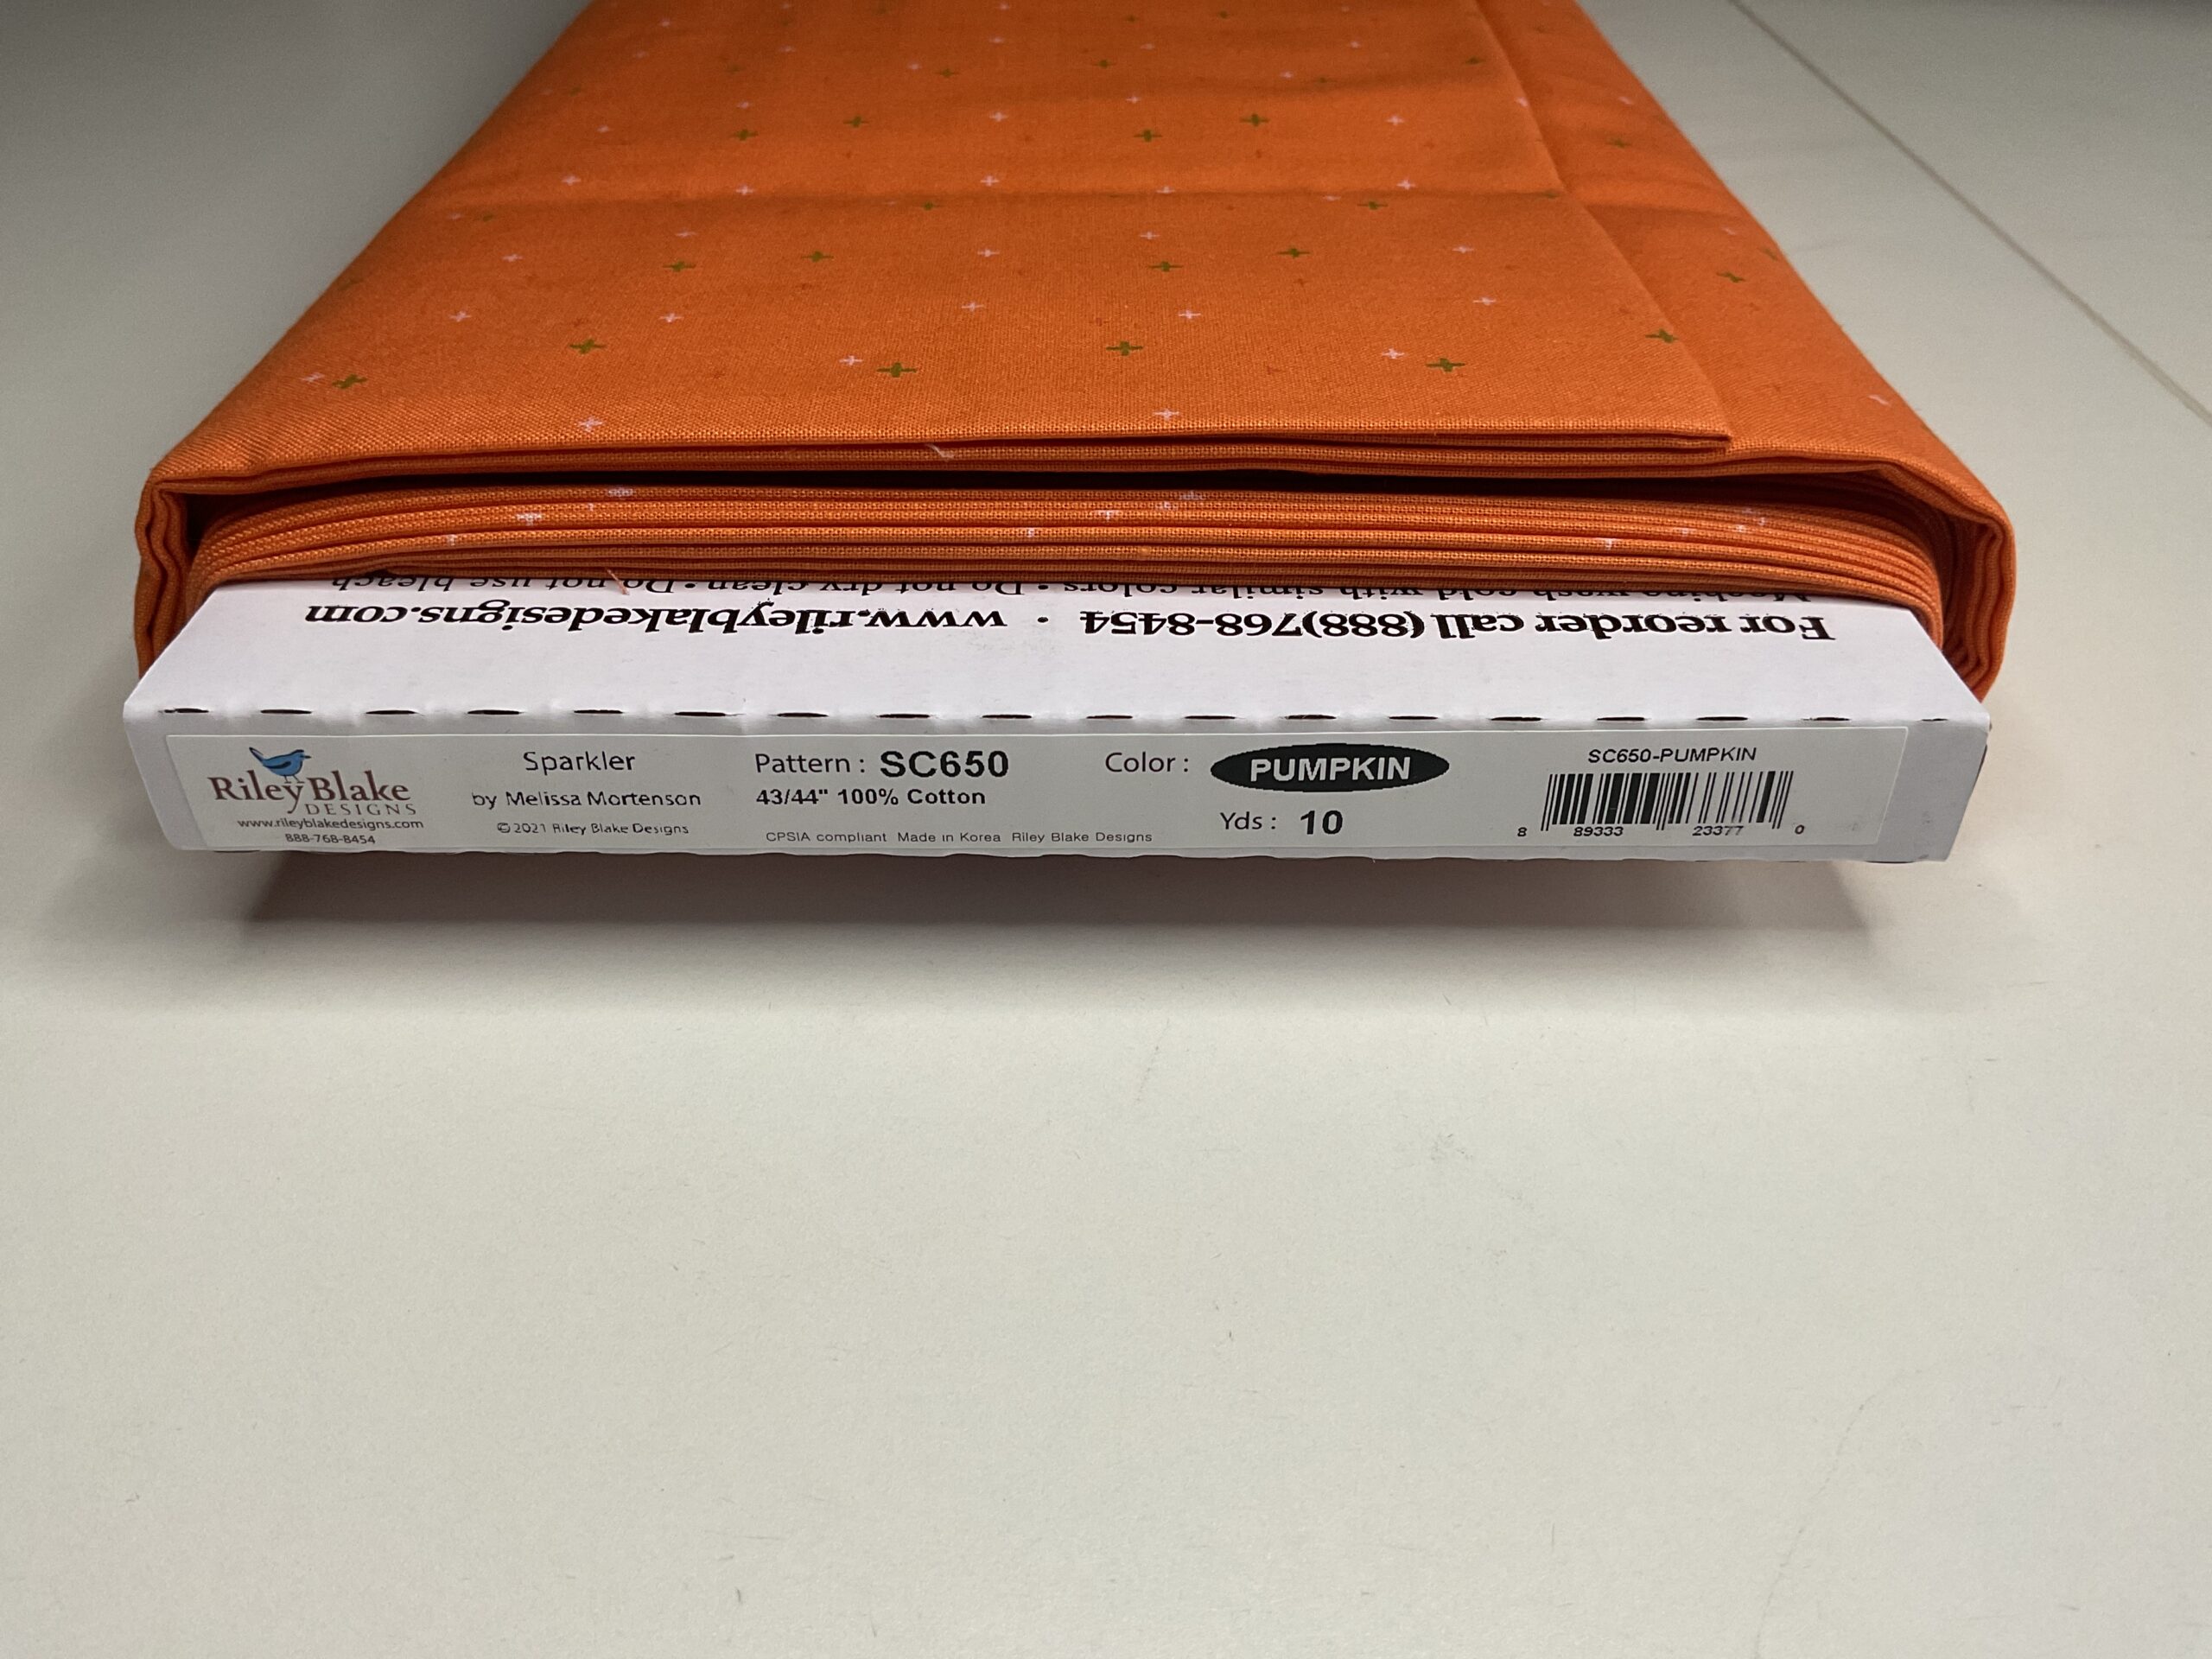 Machine wash cold with similar colors • Do not dry clean • Do not use bleach
For reorder call (888)768-8454 • www.rileyblakedesigns.com
Riley Blake
DESIGNS
www.rileyblakedesigns.com
888-768-8454
Sparkler
by Melissa Mortenson
©2021 Riley Blake Designs
Pattern : SC650
43/44" 100% Cotton
CPSIA compliant Made in Korea Riley Blake Designs
Color : PUMPKIN
Yds : 10
SC650-PUMPKIN
8 89333 23377 0